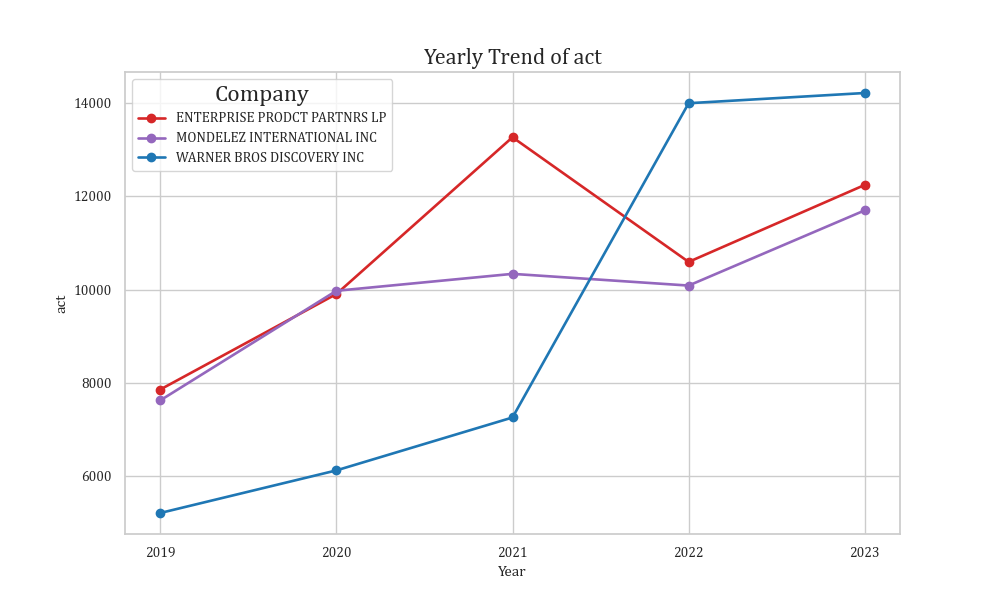 Yearly Trend of act
Company
ENTERPRISE PRODCT PARTNRS LP
MONDELEZ INTERNATIONAL INC
WARNER BROS DISCOVERY INC
14000
12000
10000
8000
6000
act
2019 2020 2021 2022 2023
Year